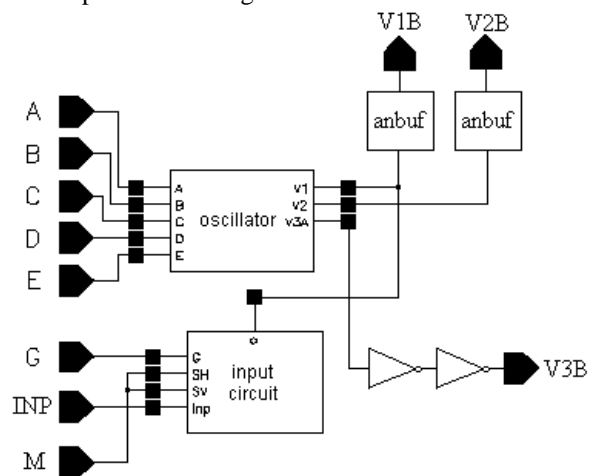 V1B V2B
anbuf anbuf
A
B
C
D
E
A
B
C
D
E
oscillator
v1
v2
v3A
G
INP
M
G
SH
Sv
Inp
input
circuit
V3B